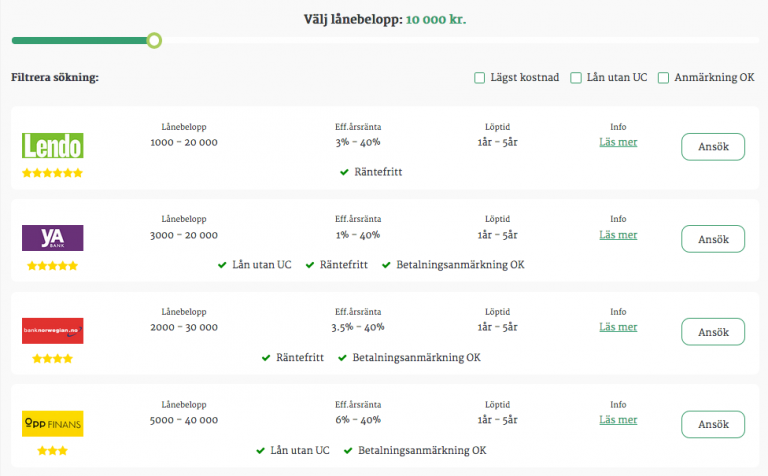 Välj lånebelopp: 10 000 kr.
Filtrera sökning: Lägst kostnad Lån utan UC Anmärkning OK
Lånebelopp Eff.årsränta Löptid Info
Lendo 1000 – 20 000 3% – 40% 1år – 5år Läs mer Ansök
Räntefritt
Lånebelopp Eff.årsränta Löptid Info
YA BANK 3000 – 20 000 1% – 40% 1år – 5år Läs mer Ansök
Lån utan UC Räntefritt Betalningsanmärkning OK
Lånebelopp Eff.årsränta Löptid Info
banknorwegian.no 2000 – 30 000 3.5% – 40% 1år – 5år Läs mer Ansök
Räntefritt Betalningsanmärkning OK
Lånebelopp Eff.årsränta Löptid Info
OPP FINANS 5000 – 40 000 6% – 40% 1år – 5år Läs mer Ansök
Lån utan UC Betalningsanmärkning OK